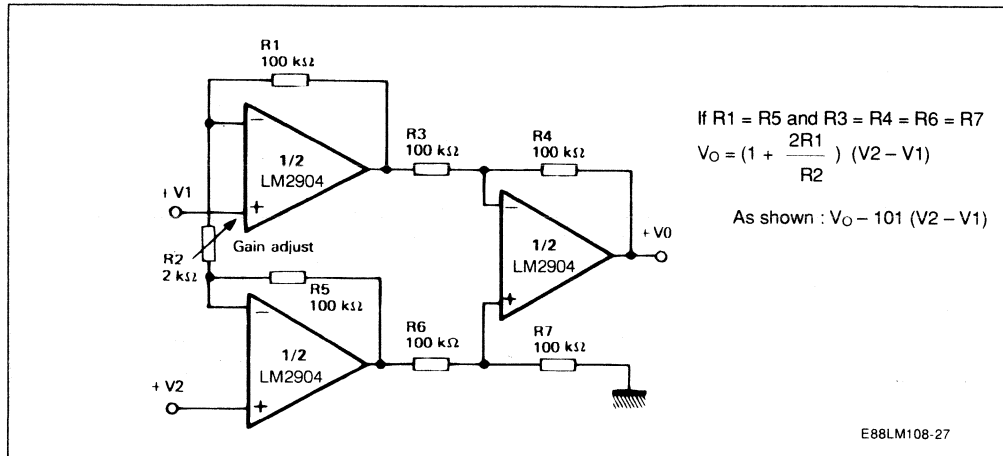 R1
100 kΩ
1/2
LM2904
+ V1
R2
2 kΩ
Gain adjust
R3
100 kΩ
R4
100 kΩ
1/2
LM2904
+ V0
R5
100 kΩ
1/2
LM2904
+ V2
R6
100 kΩ
R7
100 kΩ
If R1 = R5 and R3 = R4 = R6 = R7
VO = (1 + 2R1/R2 ) (V2 – V1)
As shown : VO – 101 (V2 – V1)
E88LM108-27